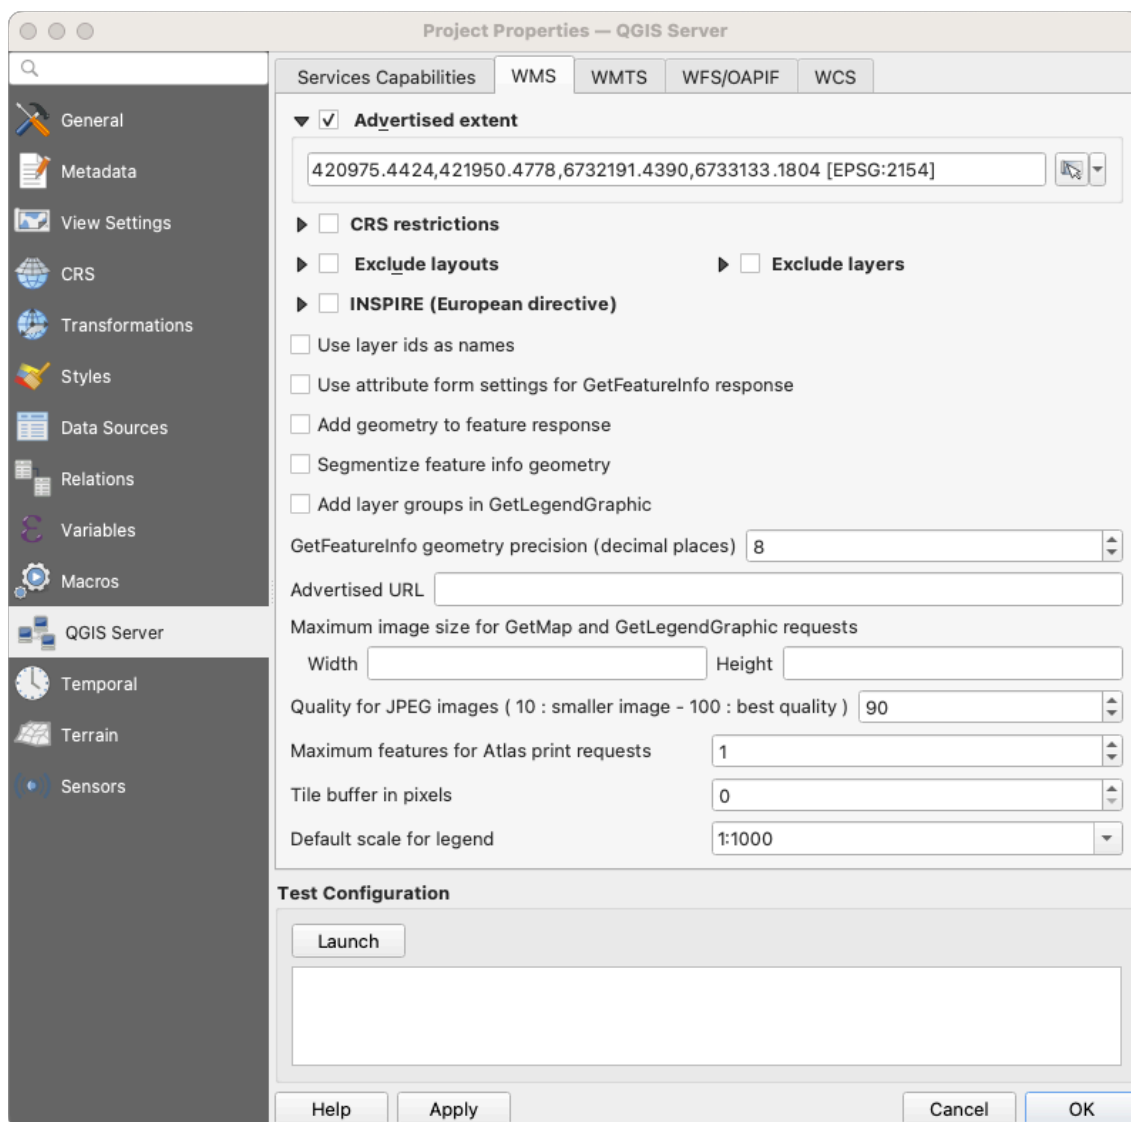 Project Properties — QGIS Server
General
Metadata
View Settings
CRS
Transformations
Styles
Data Sources
Relations
Variables
Macros
QGIS Server
Temporal
Terrain
Sensors
Services Capabilities WMS WMTS WFS/OAPIF WCS
Advertised extent
420975.4424,421950.4778,6732191.4390,6733133.1804 [EPSG:2154]
CRS restrictions
Exclude layouts Exclude layers
INSPIRE (European directive)
Use layer ids as names
Use attribute form settings for GetFeatureInfo response
Add geometry to feature response
Segmentize feature info geometry
Add layer groups in GetLegendGraphic
GetFeatureInfo geometry precision (decimal places) 8
Advertised URL
Maximum image size for GetMap and GetLegendGraphic requests
Width Height
Quality for JPEG images ( 10 : smaller image - 100 : best quality ) 90
Maximum features for Atlas print requests 1
Tile buffer in pixels 0
Default scale for legend 1:1000
Test Configuration
Launch
Help Apply Cancel OK